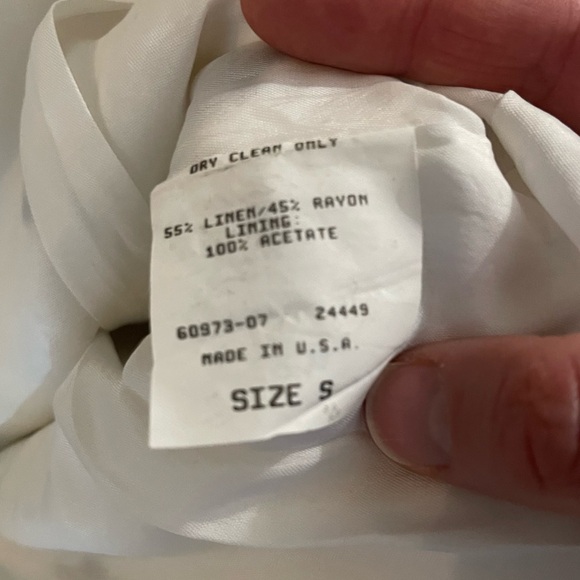 DRY CLEAN ONLY
55% LINEN/45% RAYON
LINING:
100% ACETATE
60973-07 24449
MADE IN U.S.A.
SIZE S